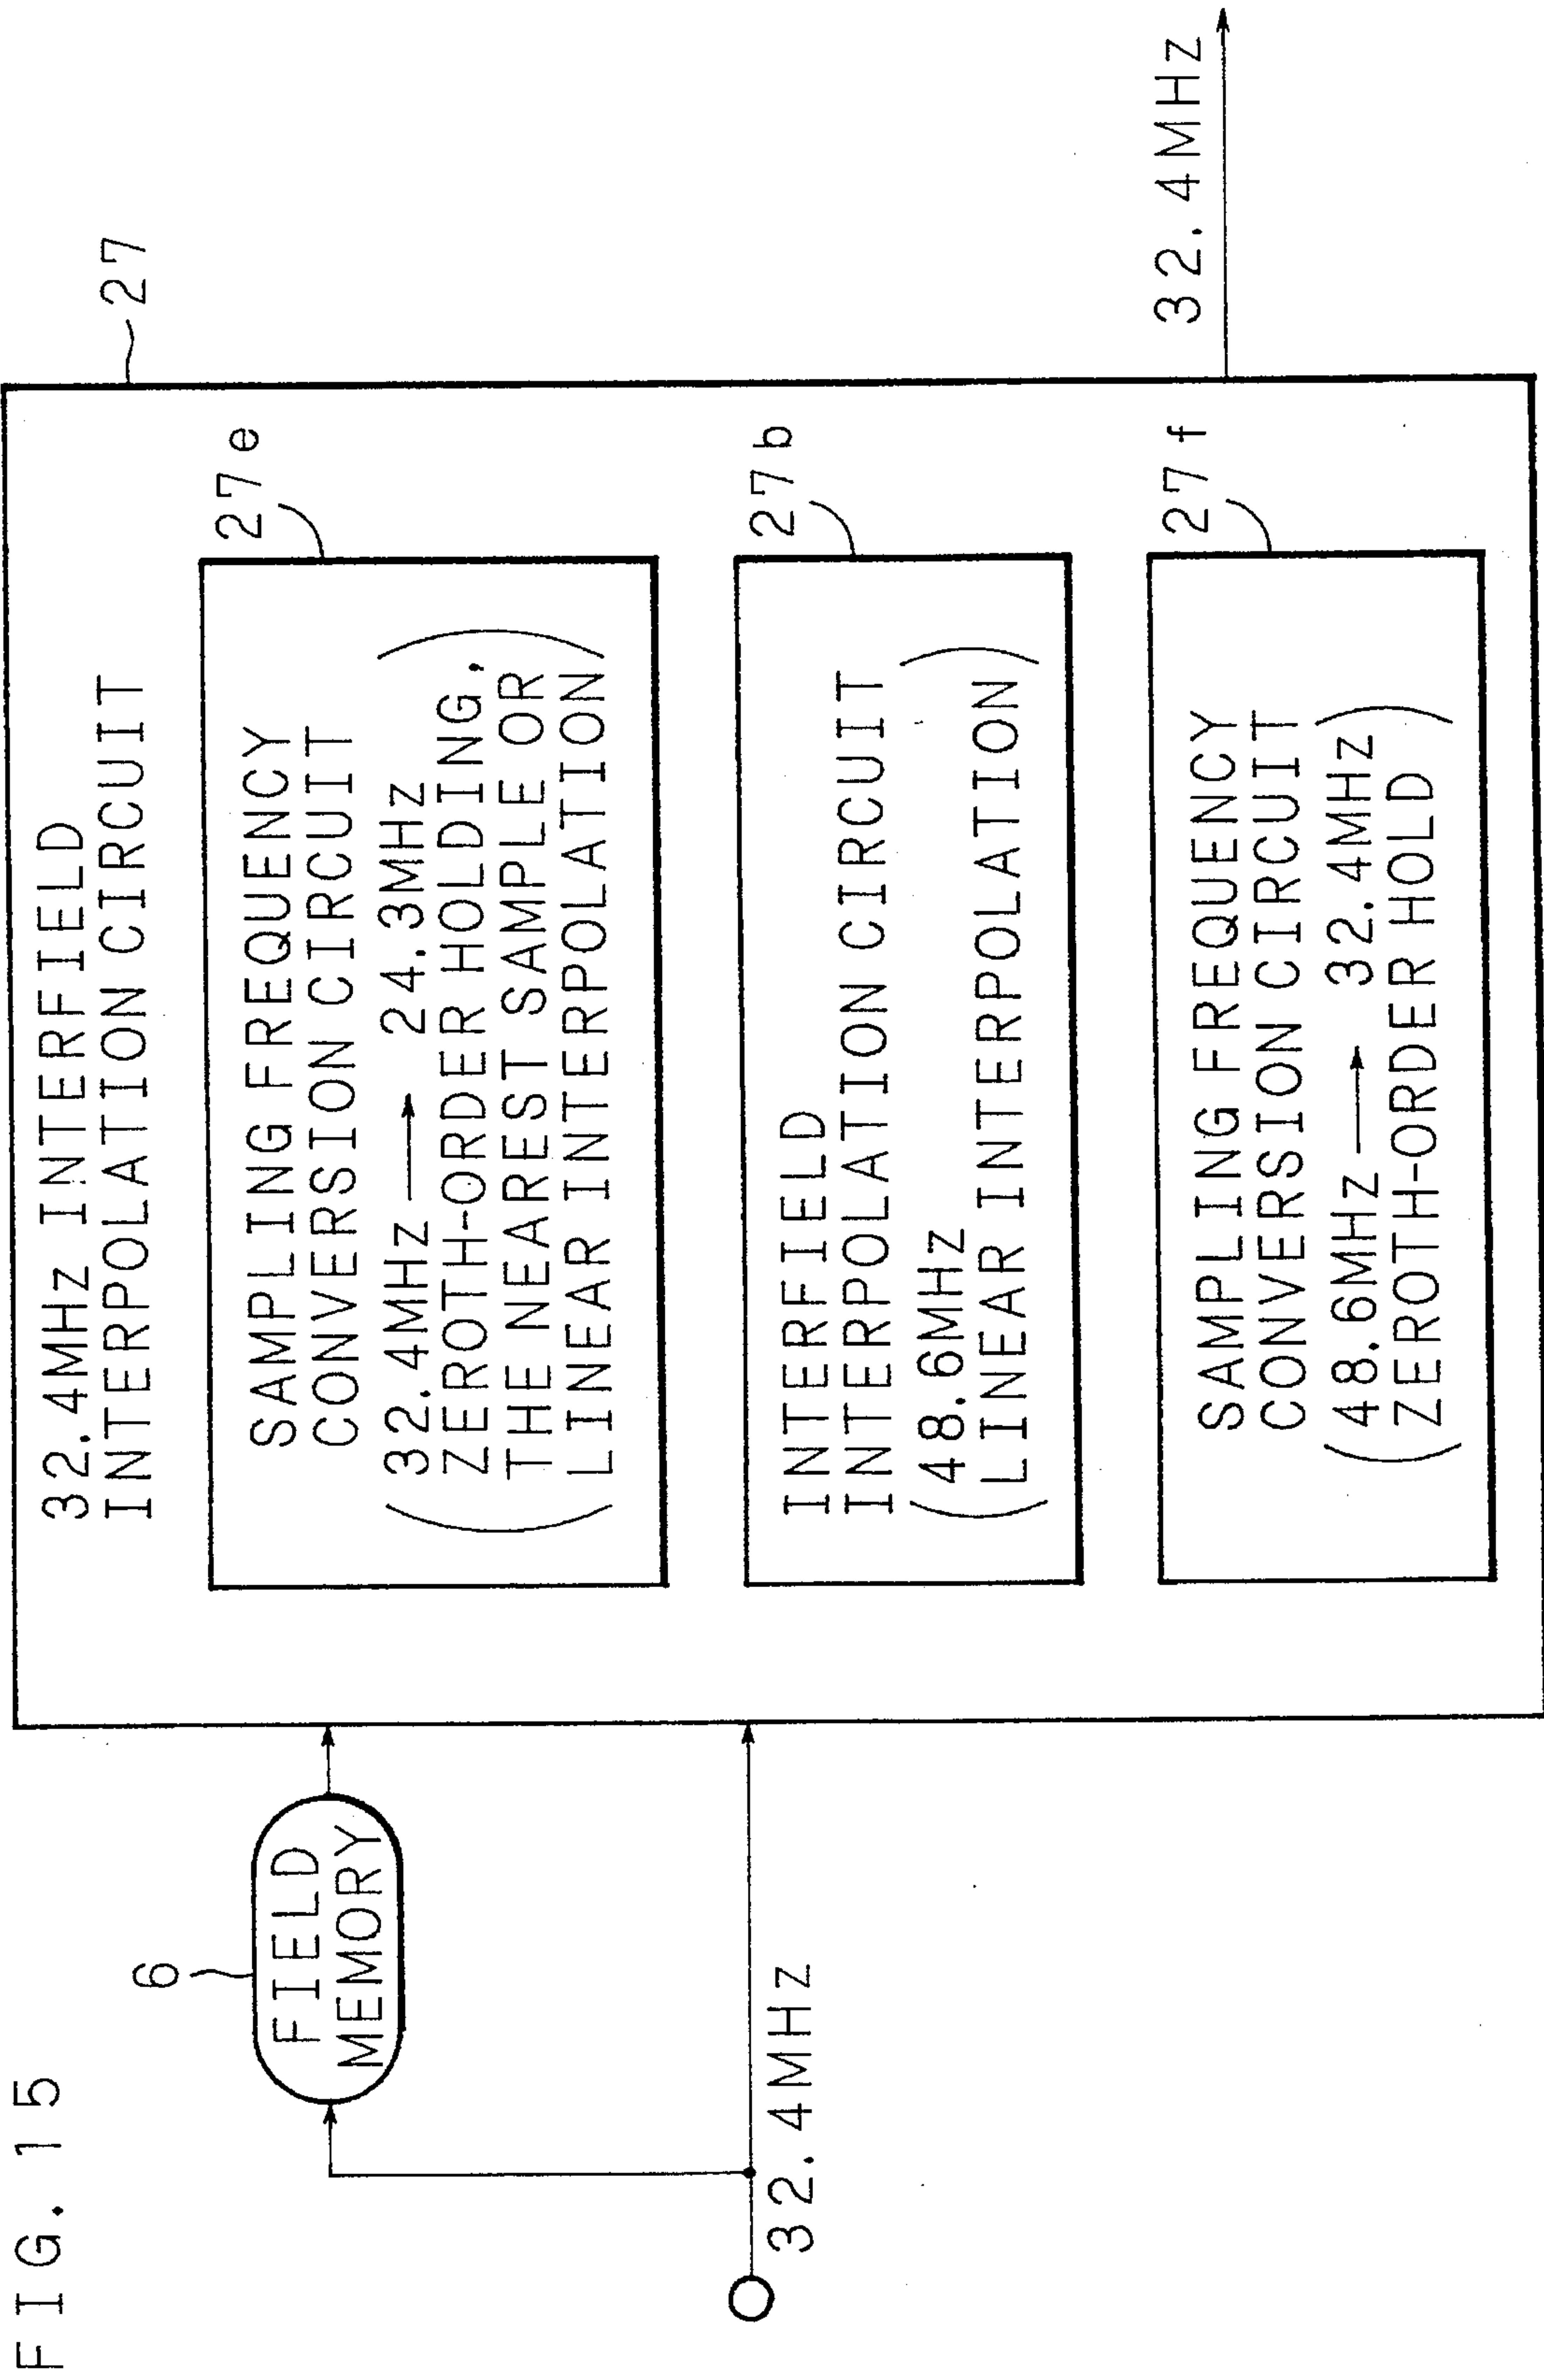 FIG. 15
6
FIELD
MEMORY
32.4MHz
32.4MHz INTERFIELD
INTERPOLATION CIRCUIT
27
27e
SAMPLING FREQUENCY
CONVERSION CIRCUIT
(32.4MHz → 24.3MHz
ZEROTH-ORDER HOLDING,
THE NEAREST SAMPLE OR
LINEAR INTERPOLATION)
27b
INTERFIELD
INTERPOLATION CIRCUIT
(48.6MHz
LINEAR INTERPOLATION)
27f
SAMPLING FREQUENCY
CONVERSION CIRCUIT
(48.6MHz → 32.4MHz
ZEROTH-ORDER HOLD)
32.4MHz